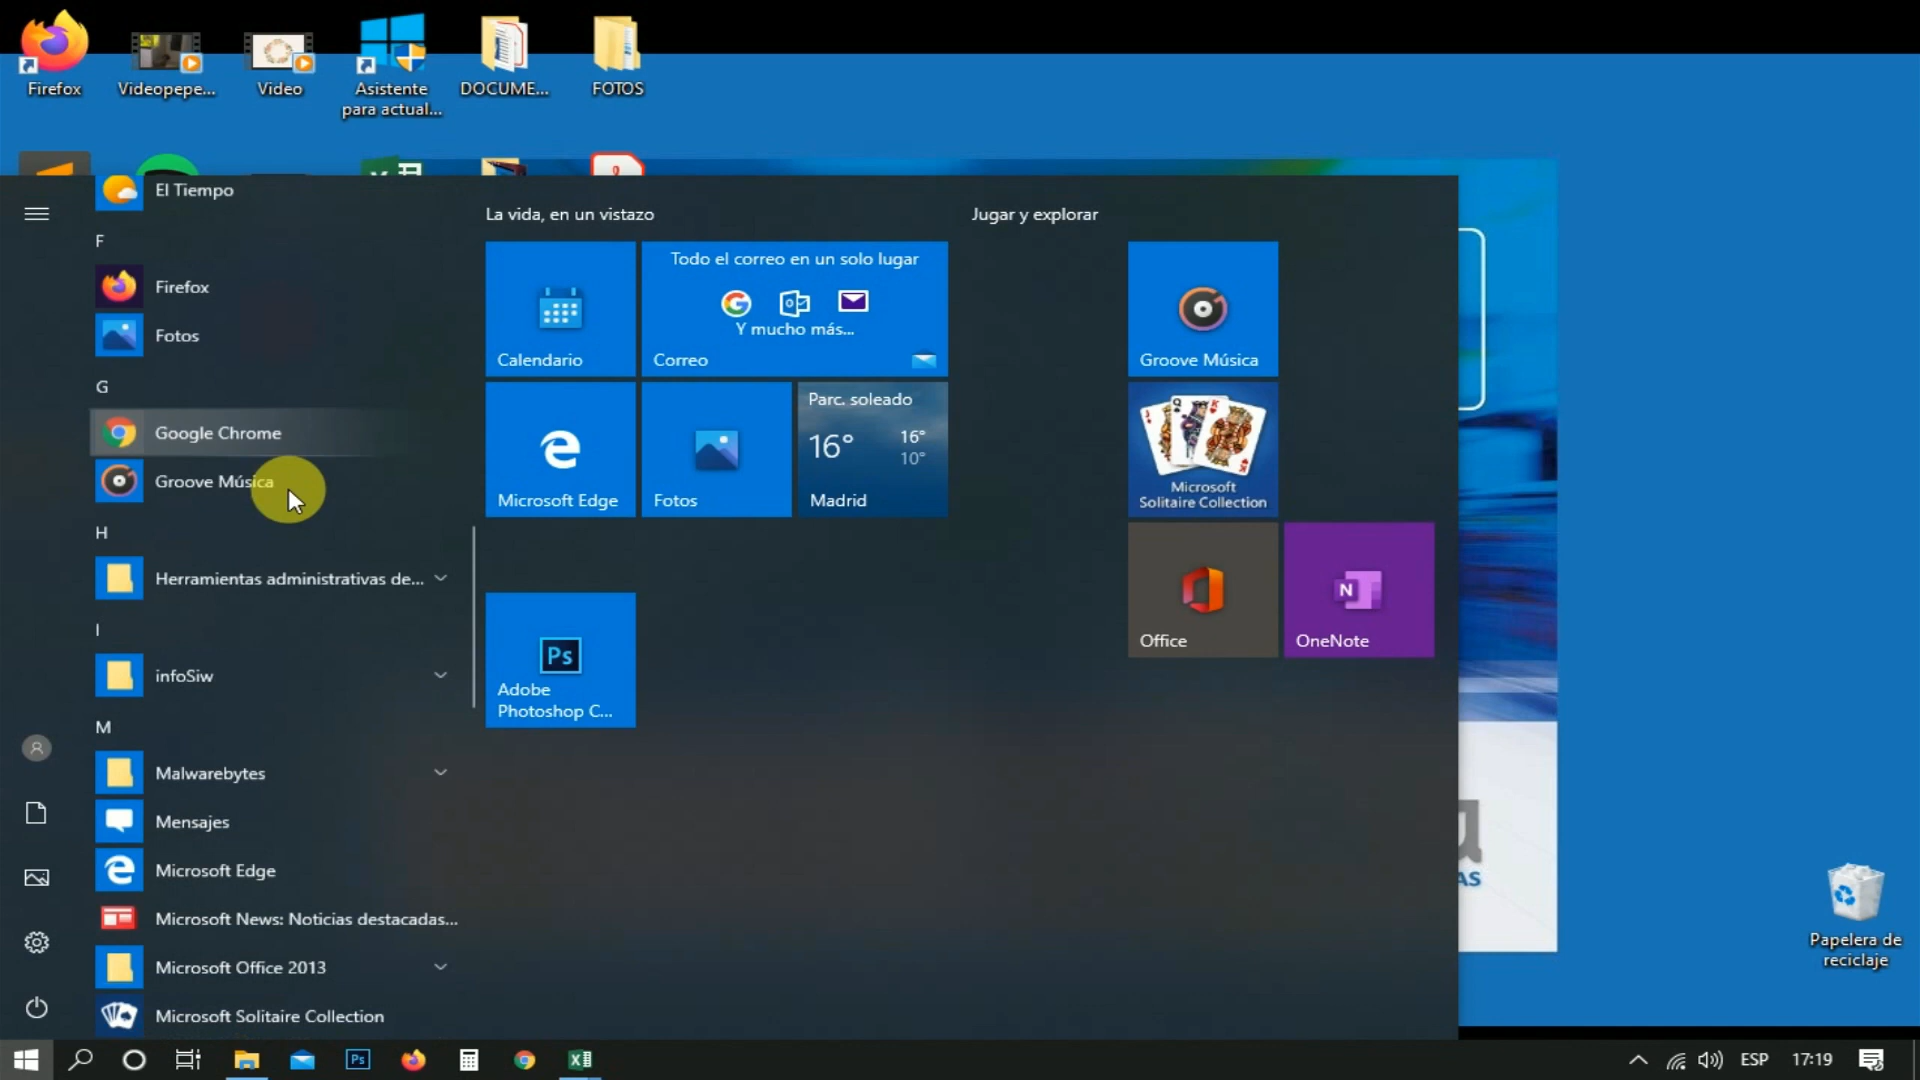 Firefox
Videopepe...
Video
Asistente
para actual...
DOCUME...
FOTOS
El Tiempo
F
Firefox
Fotos
G
Google Chrome
Groove Música
H
Herramientas administrativas de...
I
infoSiw
M
Malwarebytes
Mensajes
Microsoft Edge
Microsoft News: Noticias destacadas...
Microsoft Office 2013
Microsoft Solitaire Collection
La vida, en un vistazo
Calendario
Todo el correo en un solo lugar
Y mucho más...
Correo
Microsoft Edge
Fotos
Parc. soleado
16°
16°
10°
Madrid
Ps
Adobe
Photoshop C...
Jugar y explorar
Groove Música
Microsoft
Solitaire Collection
Office
N
OneNote
AS
Papelera de
reciclaje
Ps
ESP
17:19